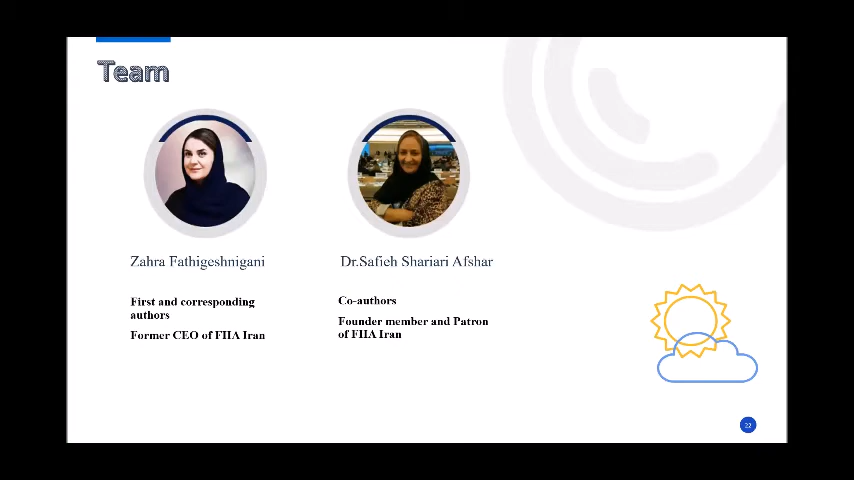 Team
Zahra Fathigeshnigani
Dr.Safieh Shariari Afshar
First and corresponding
authors
Former CEO of FHA Iran
Co-authors
Founder member and Patron
of FHA Iran
22